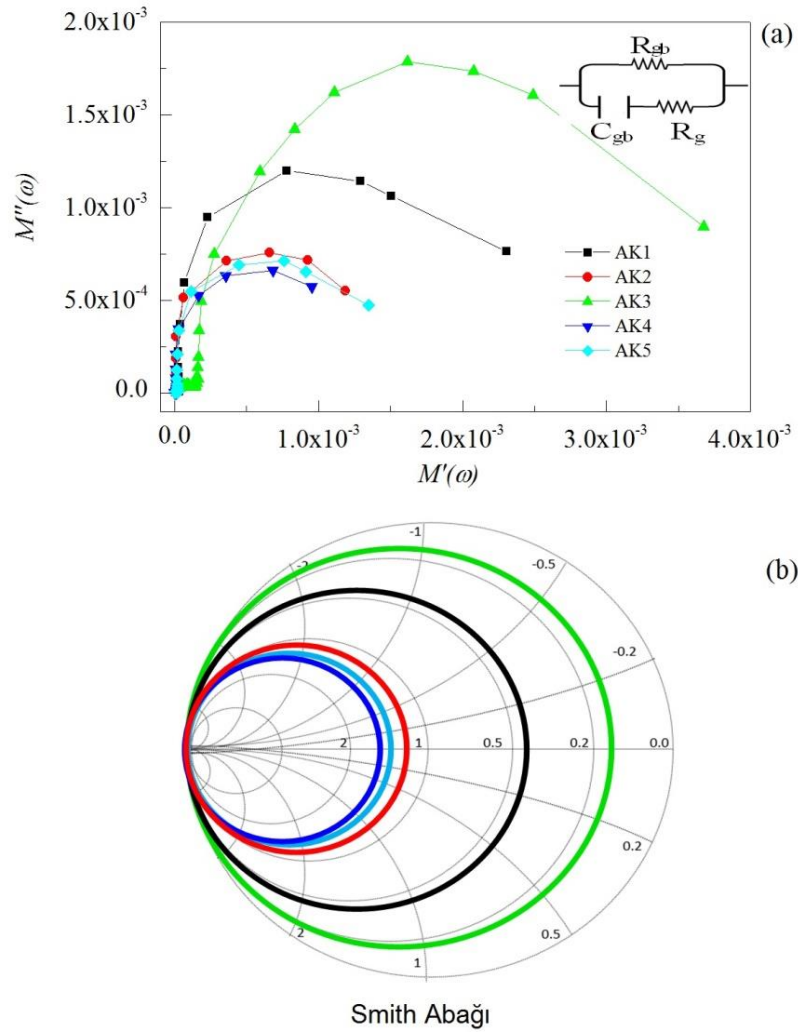 (a)
2.0x10⁻³
1.5x10⁻³
1.0x10⁻³
5.0x10⁻⁴
0.0
M''(ω)
R_gb
C_gb
R_g
AK1
AK2
AK3
AK4
AK5
0.0
1.0x10⁻³
2.0x10⁻³
3.0x10⁻³
4.0x10⁻³
M'(ω)
(b)
-1
-0.5
-2
-0.2
2
1
0.5
0.2
0.0
0.2
2
0.5
1
Smith Abağı